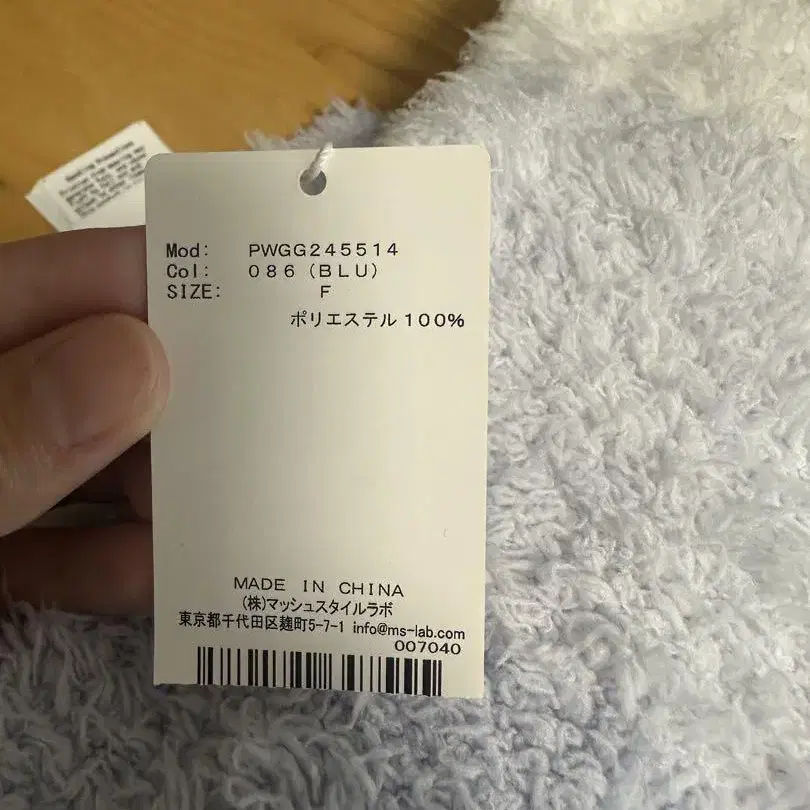 Mod: PWGG245514
Col: 086(BLU)
SIZE: F
ポリエステル100%
MADE IN CHINA
(株)マッシュスタイルラボ
東京都千代田区麹町5-7-1 info@ms-lab.com
007040